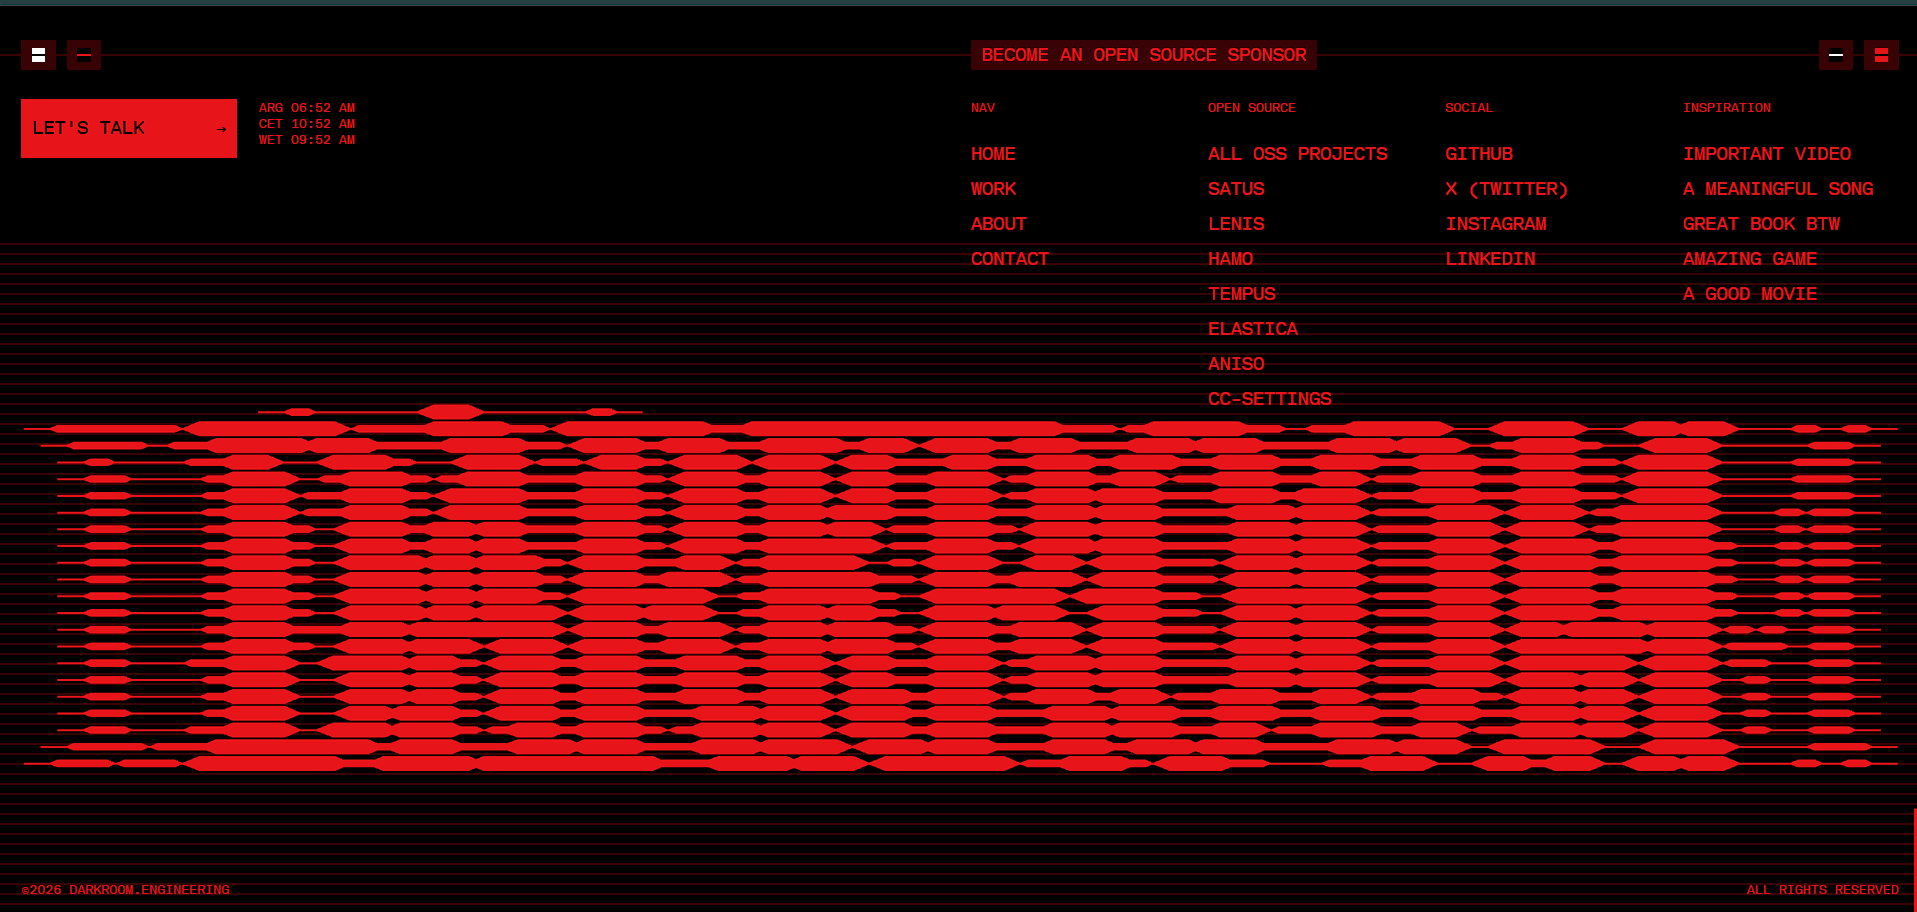 BECOME AN OPEN SOURCE SPONSOR
LET'S TALK →
ARG 06:52 AM
CET 10:52 AM
WET 09:52 AM
NAV
HOME
WORK
ABOUT
CONTACT
OPEN SOURCE
ALL OSS PROJECTS
SATUS
LENIS
HAMO
TEMPUS
ELASTICA
ANISO
CC-SETTINGS
SOCIAL
GITHUB
X (TWITTER)
INSTAGRAM
LINKEDIN
INSPIRATION
IMPORTANT VIDEO
A MEANINGFUL SONG
GREAT BOOK BTW
AMAZING GAME
A GOOD MOVIE
©2026 DARKROOM.ENGINEERING
ALL RIGHTS RESERVED